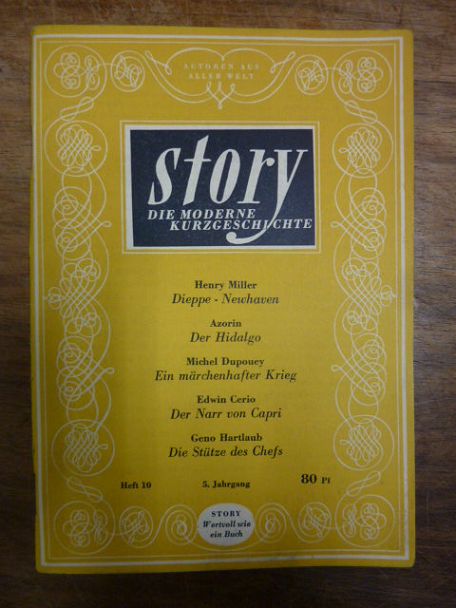 AUTOREN AUS
ALLER WELT
story
DIE MODERNE
KURZGESCHICHTE
Henry Miller
Dieppe - Newhaven
Azorin
Der Hidalgo
Michel Dupouey
Ein märchenhafter Krieg
Edwin Cerio
Der Narr von Capri
Geno Hartlaub
Die Stütze des Chefs
Heft 10 5. Jahrgang 80 Pf
STORY
Wertvoll wie
ein Buch